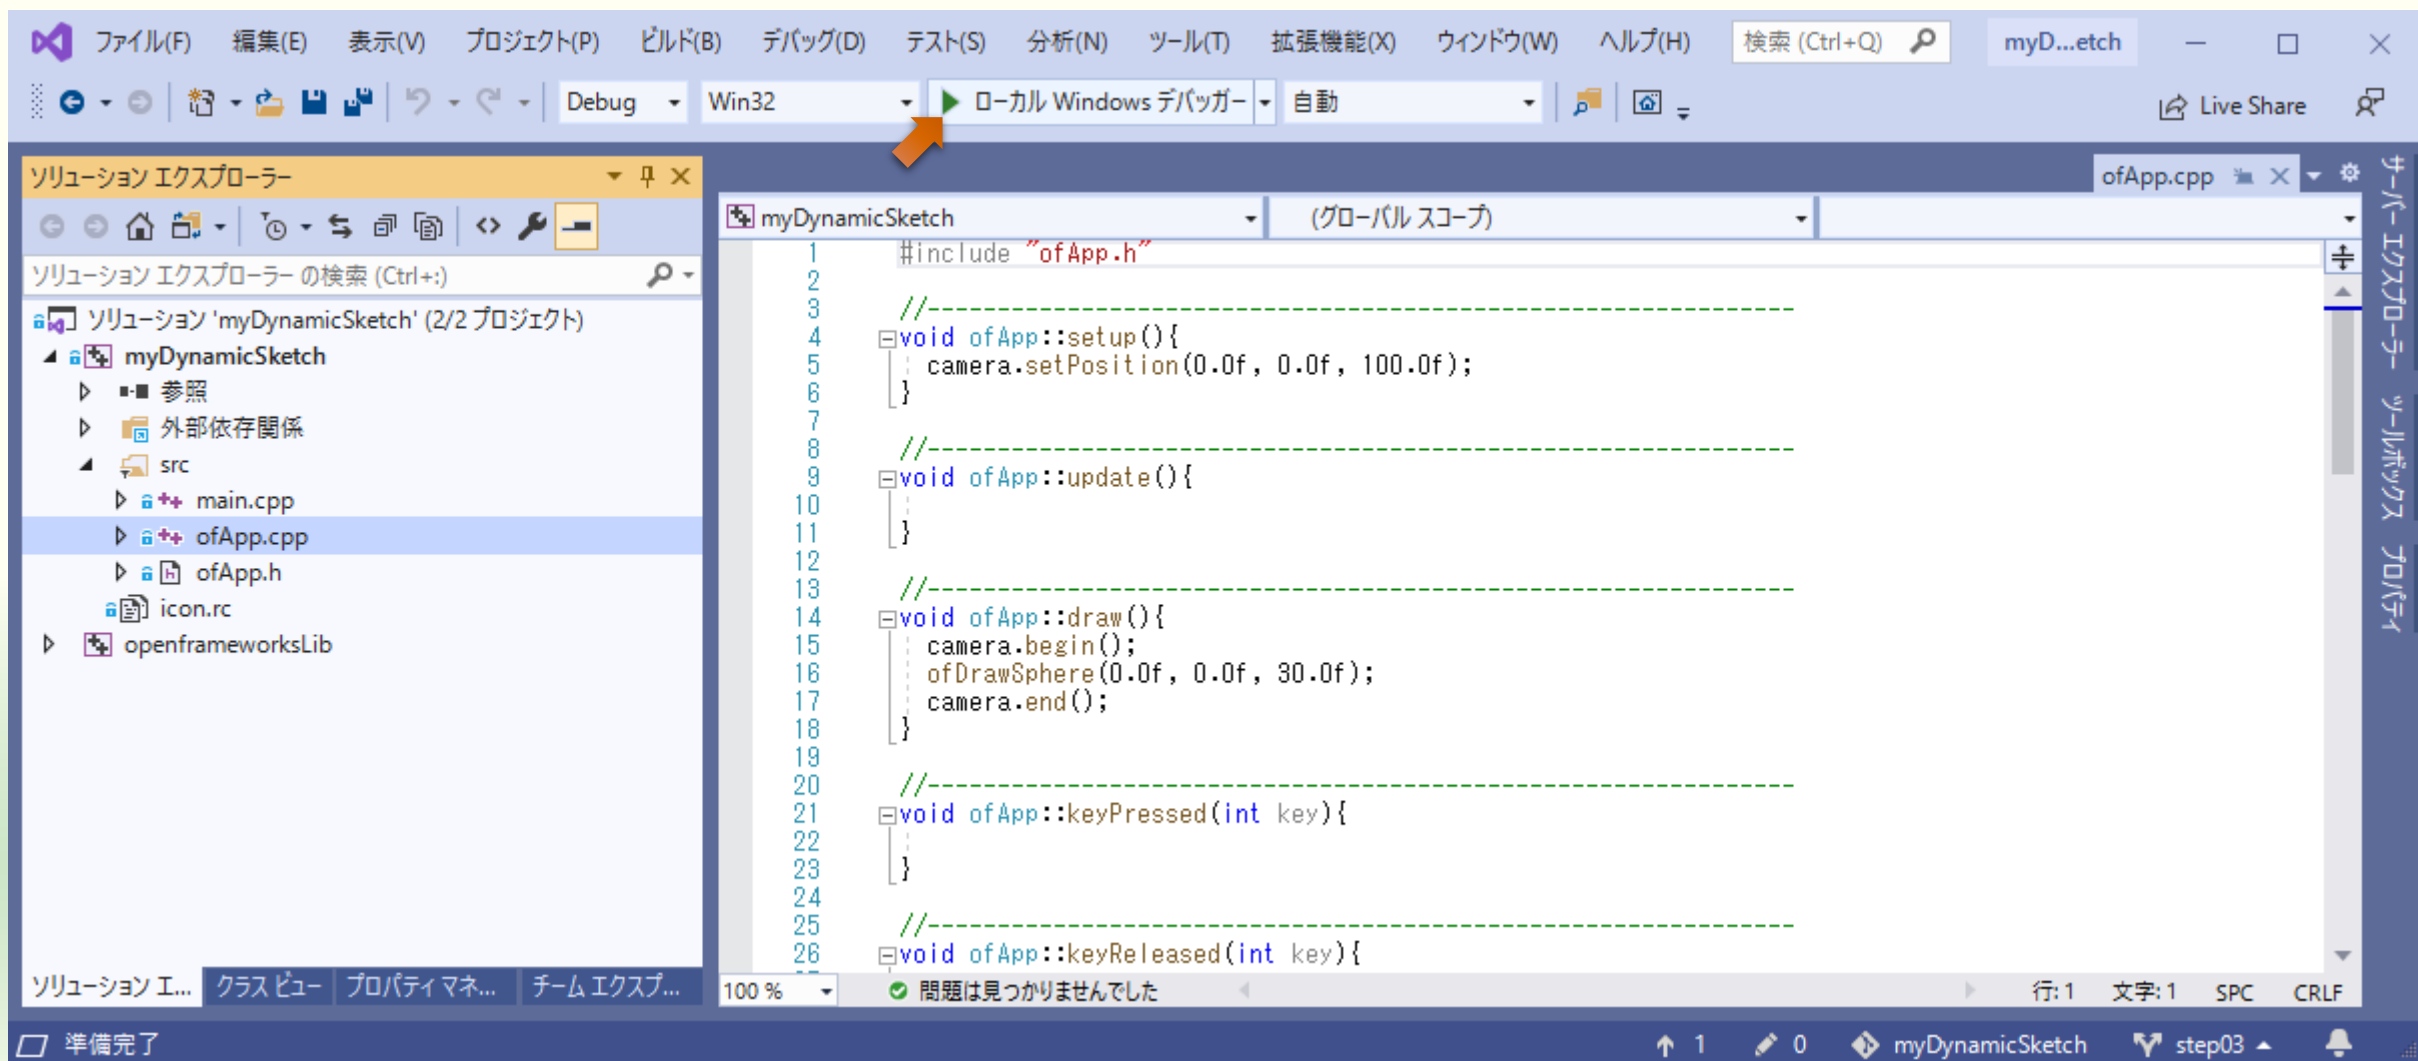 ファイル(F) 編集(E) 表示(V) プロジェクト(P) ビルド(B) デバッグ(D) テスト(S) 分析(N) ツール(T) 拡張機能(X) ウィンドウ(W) ヘルプ(H) 検索 (Ctrl+Q) myD...etch
Debug Win32 ローカル Windows デバッガー 自動 Live Share
ソリューション エクスプローラー
ソリューション エクスプローラー の検索 (Ctrl+:)
ソリューション 'myDynamicSketch' (2/2 プロジェクト)
myDynamicSketch
参照
外部依存関係
src
main.cpp
ofApp.cpp
ofApp.h
icon.rc
openframeworksLib
ソリューション エ... クラス ビュー プロパティ マネ... チーム エクスプ...
ofApp.cpp
myDynamicSketch (グローバル スコープ)
1 #include "ofApp.h"
2
3 //--------------------------------------------------------------
4 void ofApp::setup(){
5 camera.setPosition(0.0f, 0.0f, 100.0f);
6 }
7
8 //--------------------------------------------------------------
9 void ofApp::update(){
10
11 }
12
13 //--------------------------------------------------------------
14 void ofApp::draw(){
15 camera.begin();
16 ofDrawSphere(0.0f, 0.0f, 30.0f);
17 camera.end();
18 }
19
20 //--------------------------------------------------------------
21 void ofApp::keyPressed(int key){
22
23 }
24
25 //--------------------------------------------------------------
26 void ofApp::keyReleased(int key){
100 % 問題は見つかりませんでした 行: 1 文字: 1 SPC CRLF
サーバー エクスプローラー
ツールボックス
プロパティ
準備完了 1 0 myDynamicSketch step03